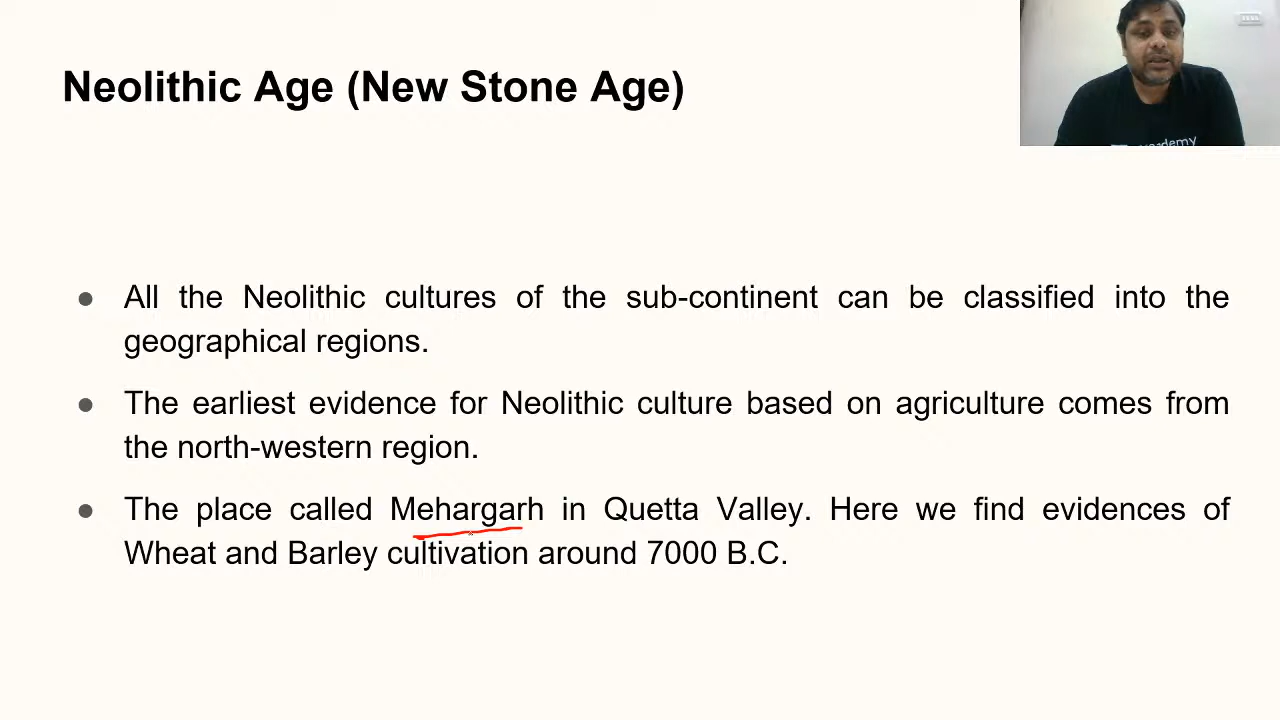 Neolithic Age (New Stone Age)
● All the Neolithic cultures of the sub-continent can be classified into the
geographical regions.
● The earliest evidence for Neolithic culture based on agriculture comes from
the north-western region.
● The place called Mehargarh in Quetta Valley. Here we find evidences of
Wheat and Barley cultivation around 7000 B.C.